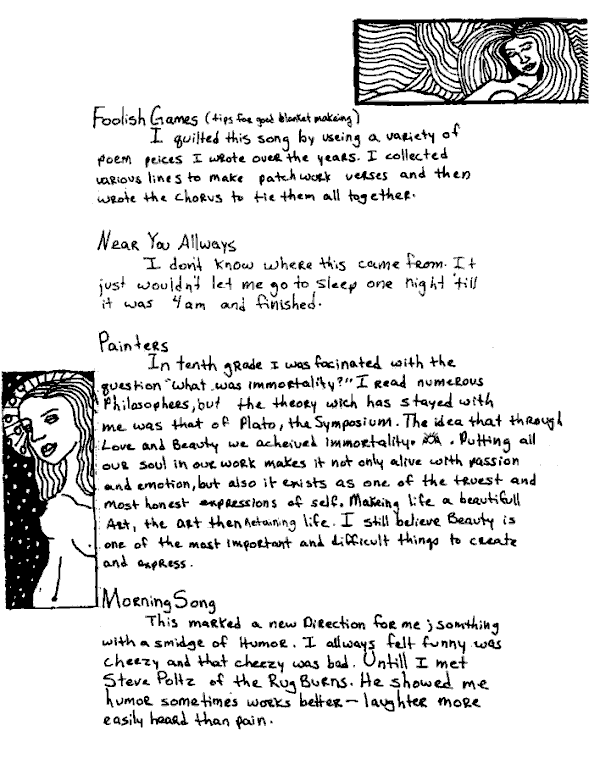 Foolish Games (tips for good blanket makeing)
I quilted this song by useing a variety of
poem peices I wrote over the years. I collected
various lines to make patchwork verses and then
wrote the chorus to tie them all together.
Near You Allways
I don't know where this came from. It
just wouldn't let me go to sleep one night 'till
it was 4am and finished.
Painters
In tenth grade I was facinated with the
question "what was immortality?" I read numerous
Philosophers, but the theory wich has stayed with
me was that of Plato, the Symposium. The idea that through
Love and Beauty we acheived immortality. . Putting all
our soul in our work makes it not only alive with passion
and emotion, but also it exists as one of the truest and
most honest expressions of self. Making life a beautifull
Art, the art then retaining life. I still believe Beauty is
one of the most important and difficult things to create
and express.
Morning Song
This marked a new Direction for me; somthing
with a smidge of Humor. I allways felt funny was
cheezy and that cheezy was bad. Untill I met
Steve Poltz of the Rug Burns. He showed me
humor sometimes works better - laughter more
easily heard than pain.